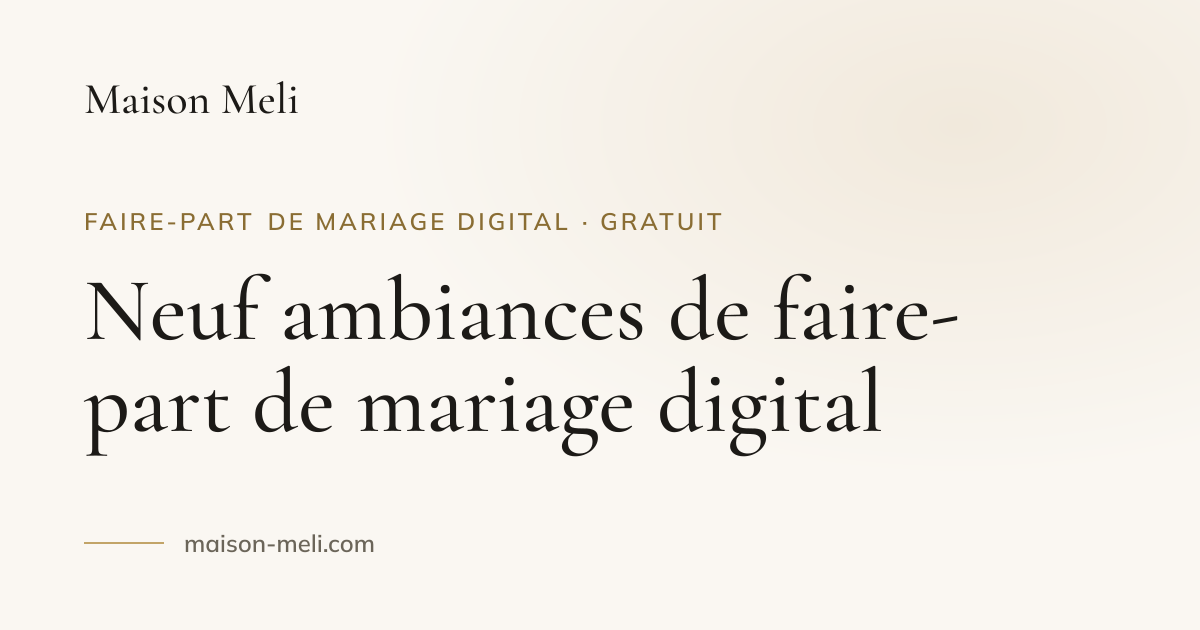 Maison Meli
FAIRE-PART DE MARIAGE DIGITAL · GRATUIT
Neuf ambiances de faire-
part de mariage digital
maison-meli.com